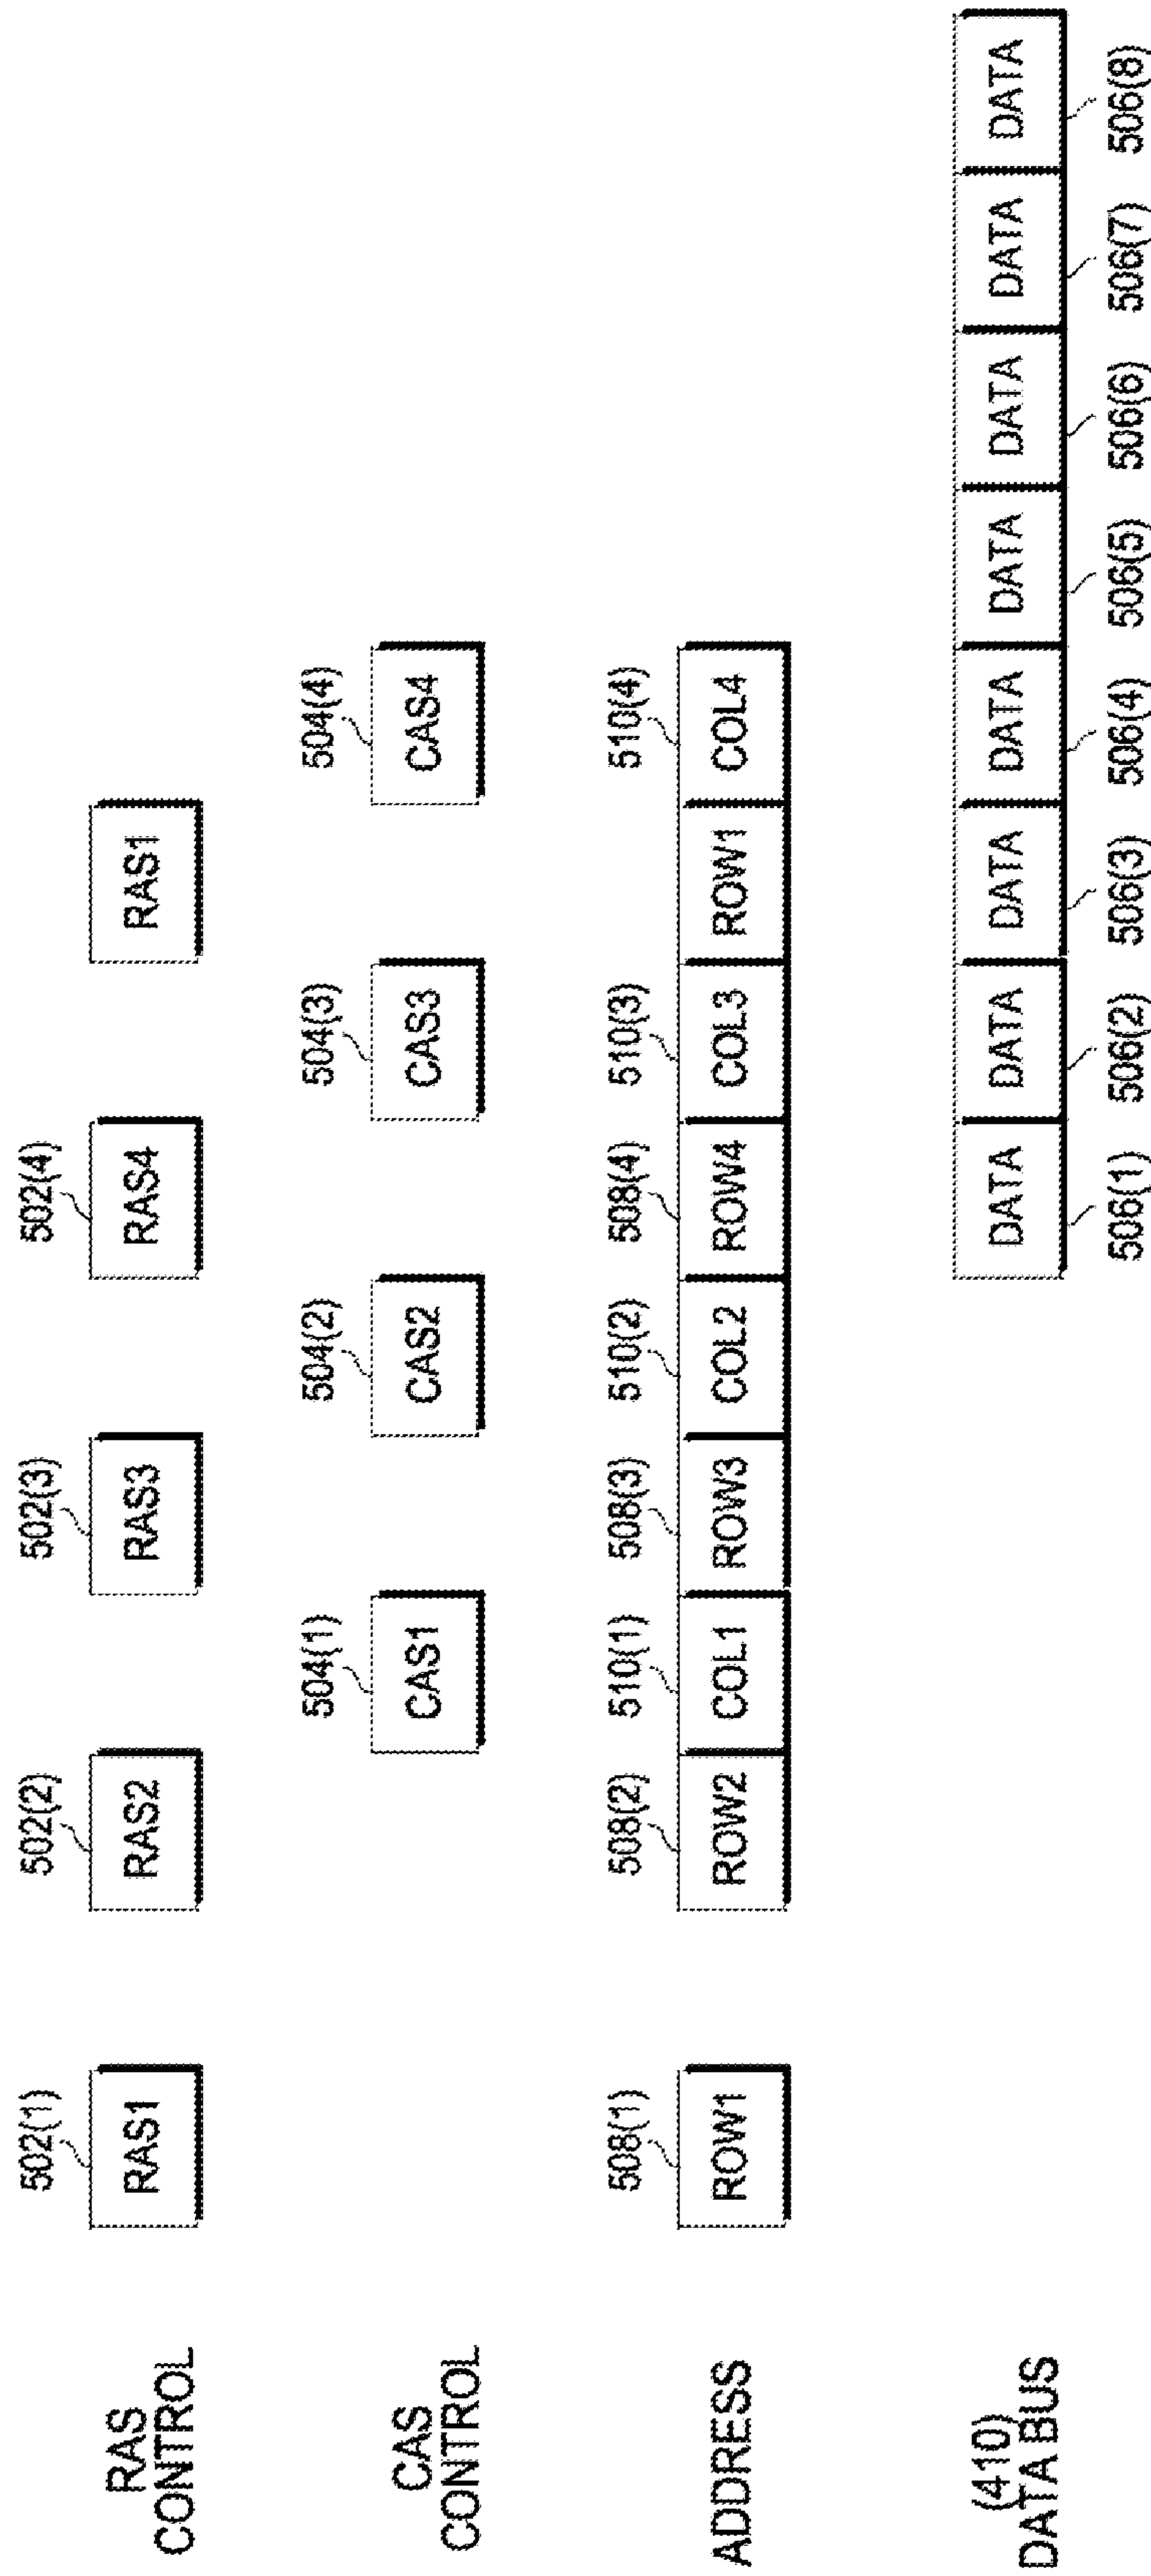 RAS
CONTROL
502(1)
RAS1
502(2)
RAS2
502(3)
RAS3
502(4)
RAS4
RAS1
CAS
CONTROL
504(1)
CAS1
504(2)
CAS2
504(3)
CAS3
504(4)
CAS4
ADDRESS
508(1)
ROW1
508(2)
ROW2
510(1)
COL1
508(3)
ROW3
510(2)
COL2
508(4)
ROW4
510(3)
COL3
ROW1
510(4)
COL4
(410)
DATA BUS
DATA
DATA
DATA
DATA
DATA
DATA
DATA
DATA
506(1)
506(2)
506(3)
506(4)
506(5)
506(6)
506(7)
506(8)